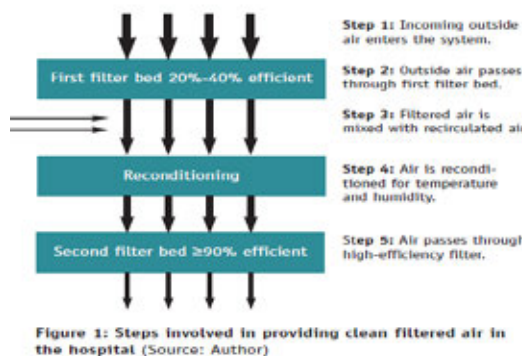 Step 1: Incoming outside
air enters the system.
First filter bed 20%-40% efficient
Step 2: Outside air passes
through first filter bed.
Step 3: Filtered air is
mixed with recirculated air
Reconditioning
Step 4: Air is recondi-
tioned for temperature
and humidity.
Second filter bed ≥90% efficient
Step 5: Air passes through
high-efficiency filter.
Figure 1: Steps involved in providing clean filtered air in
the hospital (Source: Author)